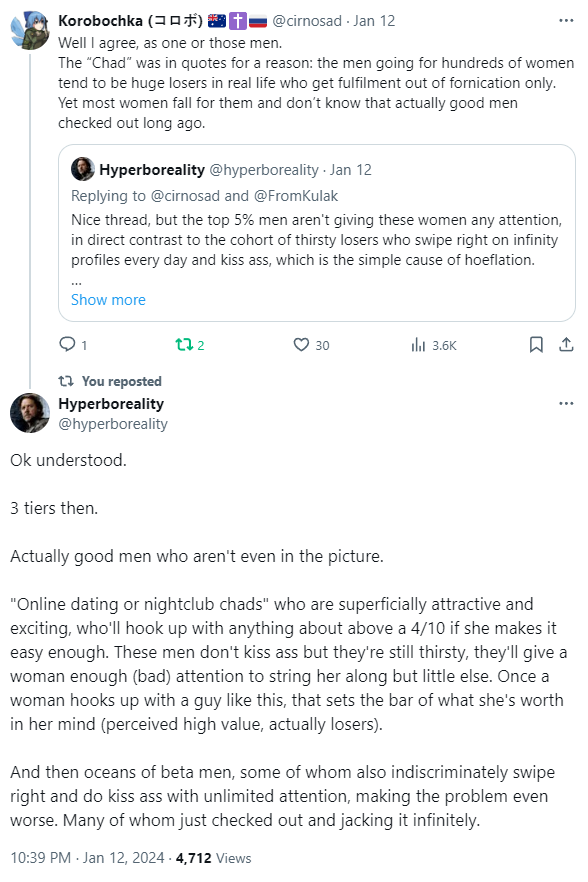 Korobochka (コロボ) 🇦🇺✝️🇷🇺 @cirnosad · Jan 12
Well I agree, as one or those men.
The “Chad” was in quotes for a reason: the men going for hundreds of women
tend to be huge losers in real life who get fulfilment out of fornication only.
Yet most women fall for them and don’t know that actually good men
checked out long ago.
Hyperboreality @hyperboreality · Jan 12
Replying to @cirnosad and @FromKulak
Nice thread, but the top 5% men aren't giving these women any attention,
in direct contrast to the cohort of thirsty losers who swipe right on infinity
profiles every day and kiss ass, which is the simple cause of hoeflation.
...
Show more
1 2 30 3.6K
You reposted
Hyperboreality
@hyperboreality
Ok understood.
3 tiers then.
Actually good men who aren't even in the picture.
"Online dating or nightclub chads" who are superficially attractive and
exciting, who'll hook up with anything about above a 4/10 if she makes it
easy enough. These men don't kiss ass but they're still thirsty, they'll give a
woman enough (bad) attention to string her along but little else. Once a
woman hooks up with a guy like this, that sets the bar of what she's worth
in her mind (perceived high value, actually losers).
And then oceans of beta men, some of whom also indiscriminately swipe
right and do kiss ass with unlimited attention, making the problem even
worse. Many of whom just checked out and jacking it infinitely.
10:39 PM · Jan 12, 2024 · 4,712 Views